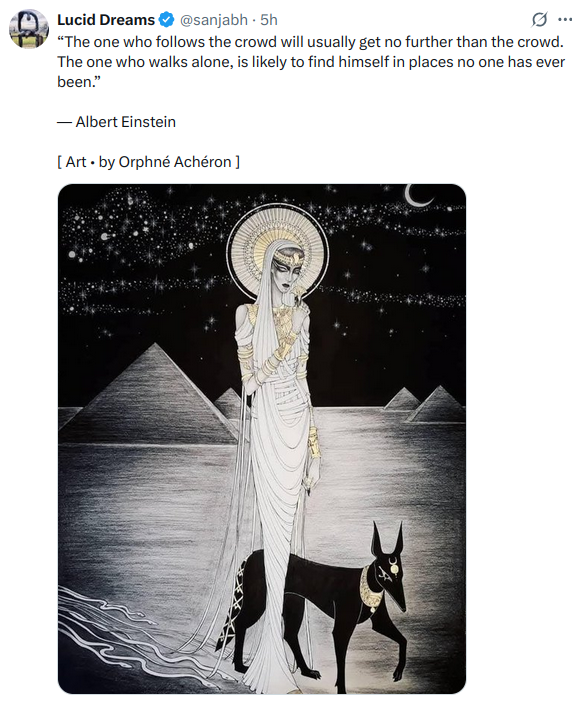 Lucid Dreams @sanjabh · 5h
“The one who follows the crowd will usually get no further than the crowd.
The one who walks alone, is likely to find himself in places no one has ever
been.”
— Albert Einstein
[ Art • by Orphné Achéron ]